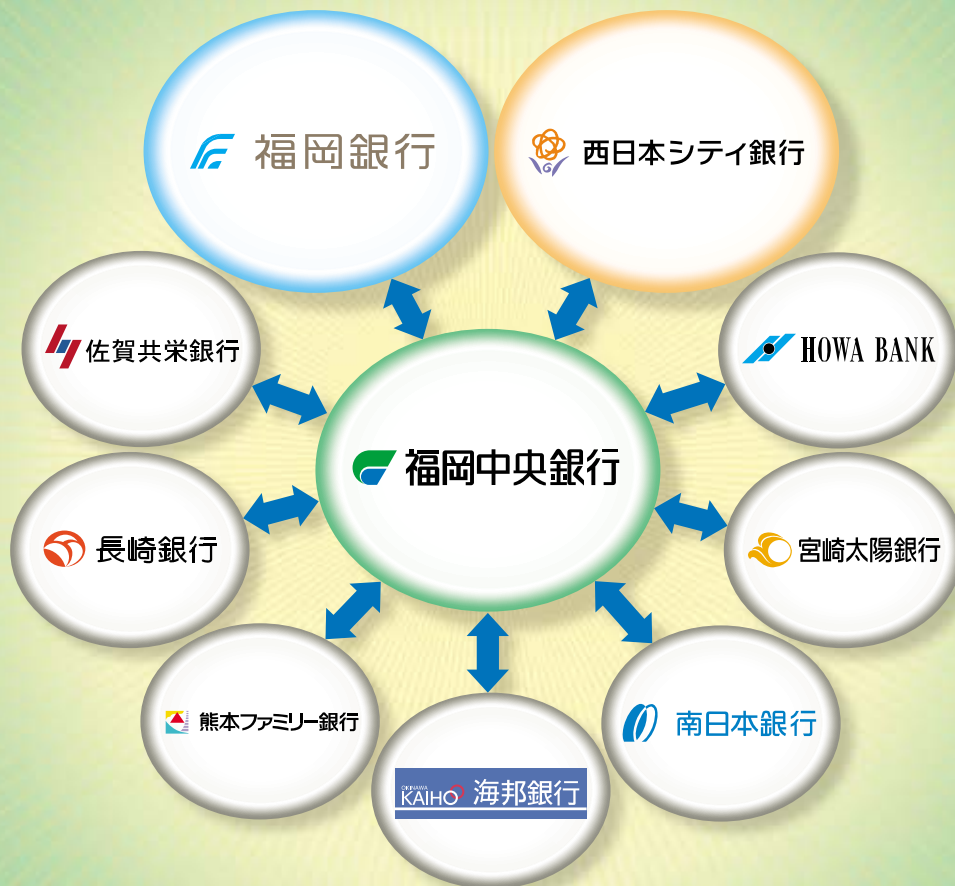 福岡銀行
西日本シティ銀行
佐賀共栄銀行
HOWA BANK
福岡中央銀行
長崎銀行
宮崎太陽銀行
熊本ファミリー銀行
南日本銀行
OKINAWA
KAIHO 海邦銀行